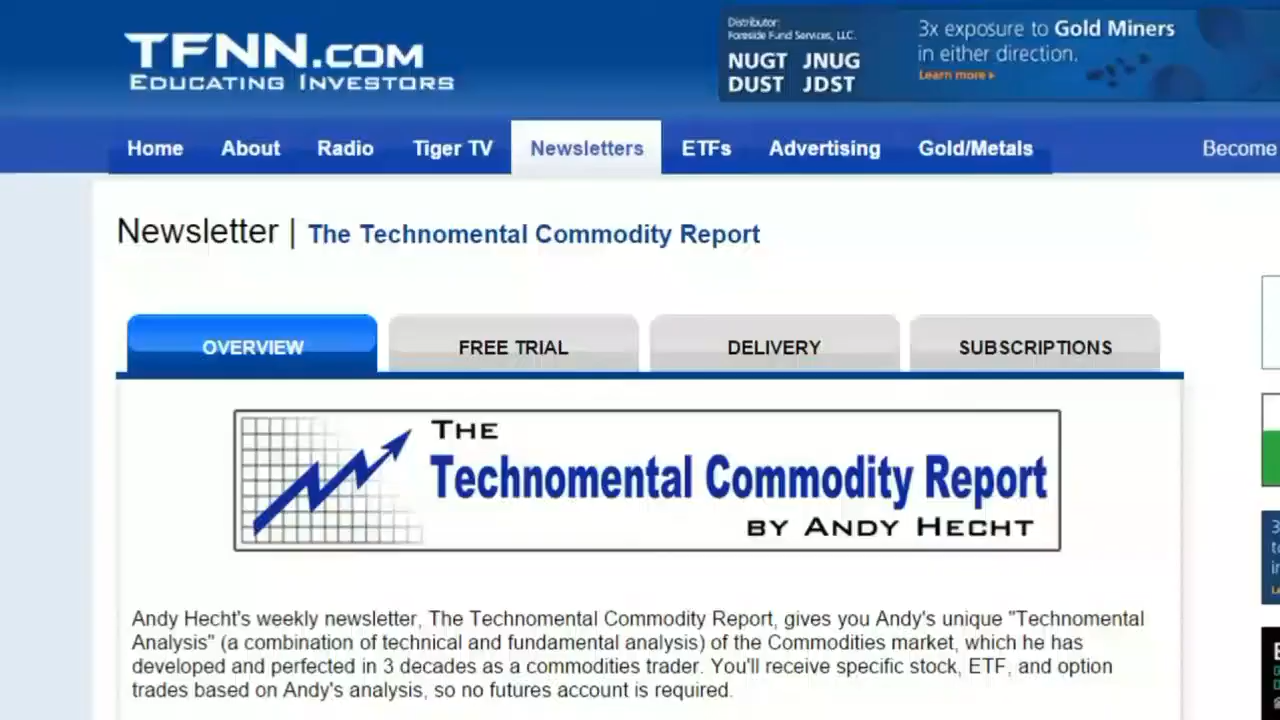 TFNN.COM
EDUCATING INVESTORS
Distributor:
Foreside Fund Services, LLC.
NUGT JNUG
DUST JDST
3x exposure to Gold Miners
in either direction.
Learn more
Home About Radio Tiger TV Newsletters ETFs Advertising Gold/Metals Become
Newsletter | The Technomental Commodity Report
OVERVIEW FREE TRIAL DELIVERY SUBSCRIPTIONS
THE
Technomental Commodity Report
BY ANDY HECHT
Andy Hecht's weekly newsletter, The Technomental Commodity Report, gives you Andy's unique "Technomental
Analysis" (a combination of technical and fundamental analysis) of the Commodities market, which he has
developed and perfected in 3 decades as a commodities trader. You'll receive specific stock, ETF, and option
trades based on Andy's analysis, so no futures account is required.